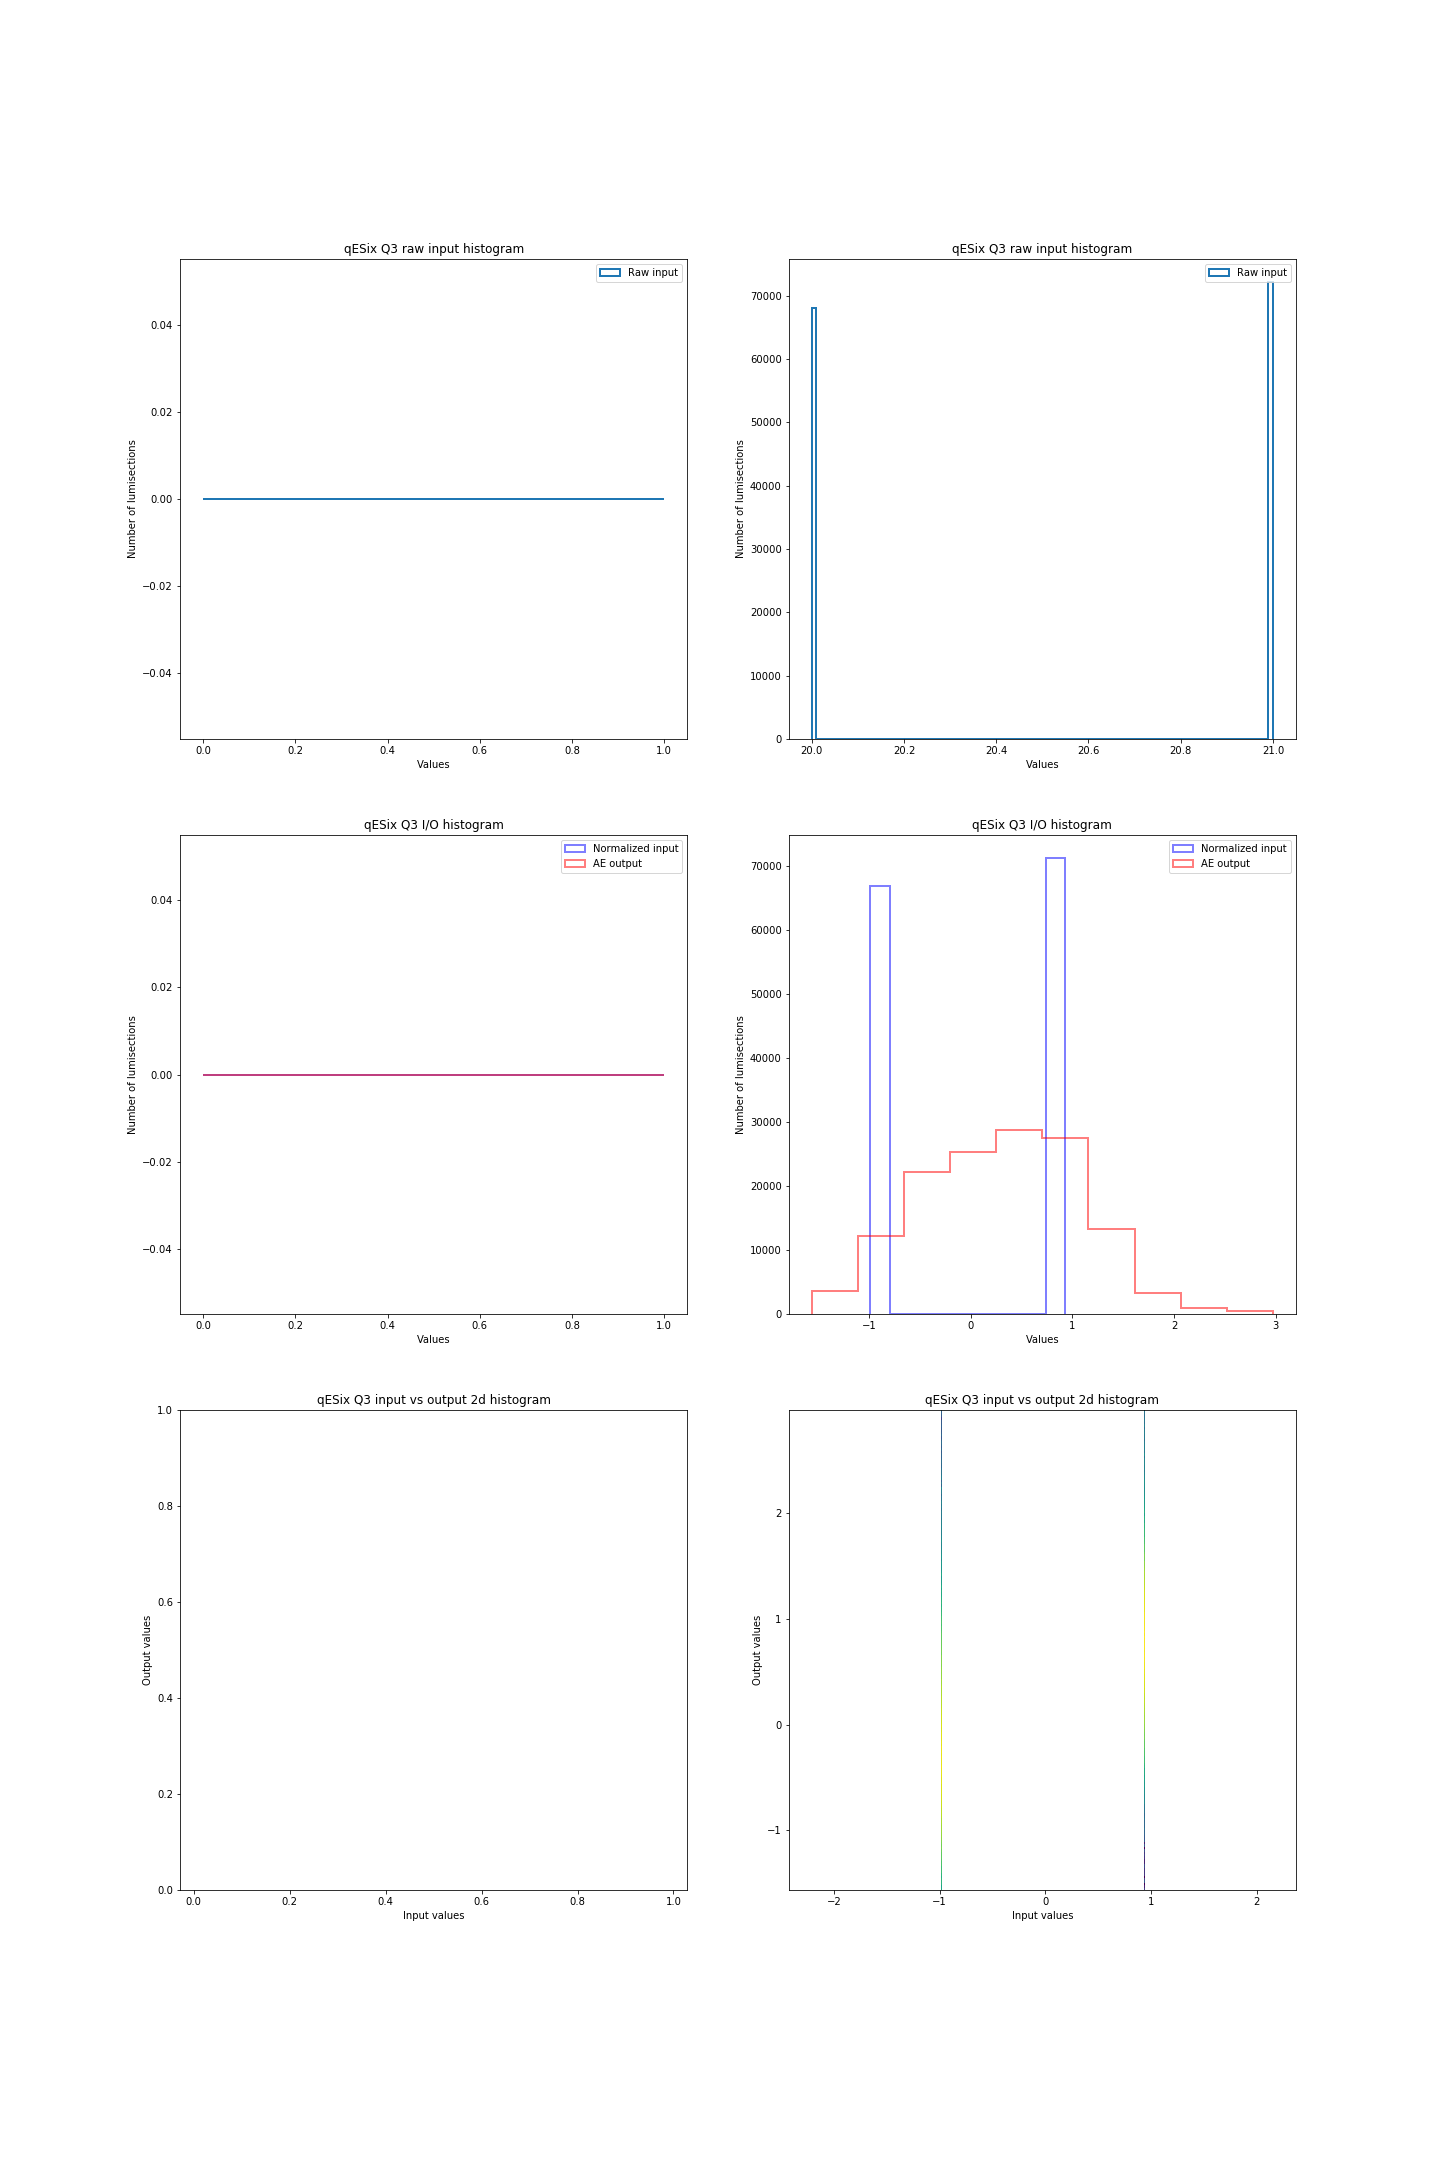 qESix Q3 raw input histogram
Raw input
0.04
0.02
0.00
−0.02
−0.04
Number of lumisections
0.0 0.2 0.4 0.6 0.8 1.0
Values
qESix Q3 raw input histogram
Raw input
70000
60000
50000
40000
30000
20000
10000
0
Number of lumisections
20.0 20.2 20.4 20.6 20.8 21.0
Values
qESix Q3 I/O histogram
Normalized input
AE output
0.04
0.02
0.00
−0.02
−0.04
Number of lumisections
0.0 0.2 0.4 0.6 0.8 1.0
Values
qESix Q3 I/O histogram
Normalized input
AE output
70000
60000
50000
40000
30000
20000
10000
0
Number of lumisections
−1 0 1 2 3
Values
qESix Q3 input vs output 2d histogram
1.0
0.8
0.6
0.4
0.2
0.0
Output values
0.0 0.2 0.4 0.6 0.8 1.0
Input values
qESix Q3 input vs output 2d histogram
2
1
0
−1
Output values
−2 −1 0 1 2
Input values